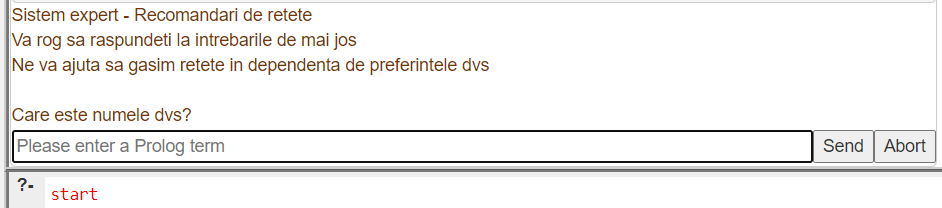 Sistem expert - Recomandari de retete
Va rog sa raspundeti la intrebarile de mai jos
Ne va ajuta sa gasim retete in dependenta de preferintele dvs
Care este numele dvs?
Please enter a Prolog term Send Abort
?- start